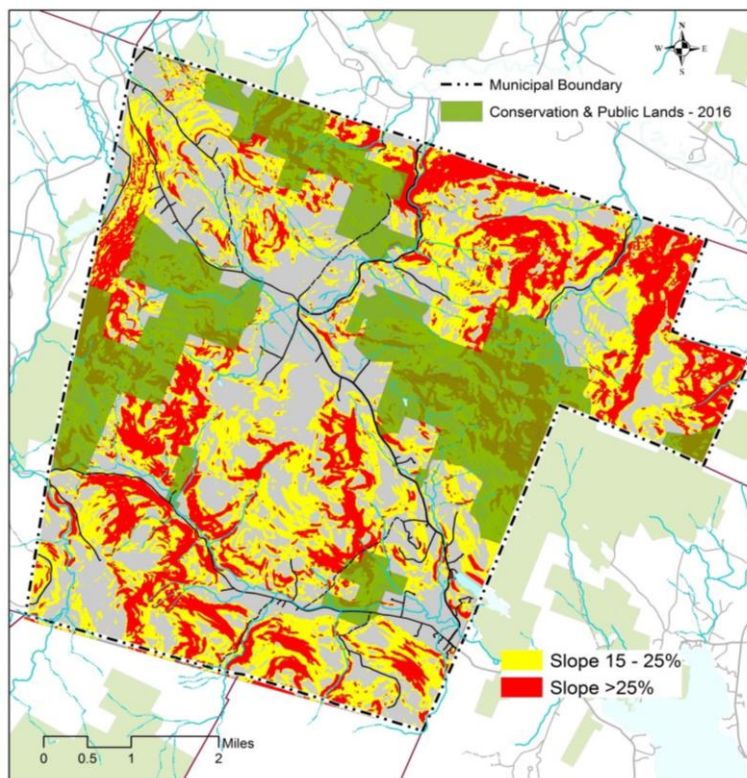 N
W E
S
Municipal Boundary
Conservation & Public Lands - 2016
Slope 15 - 25%
Slope >25%
Miles
0 0.5 1 2